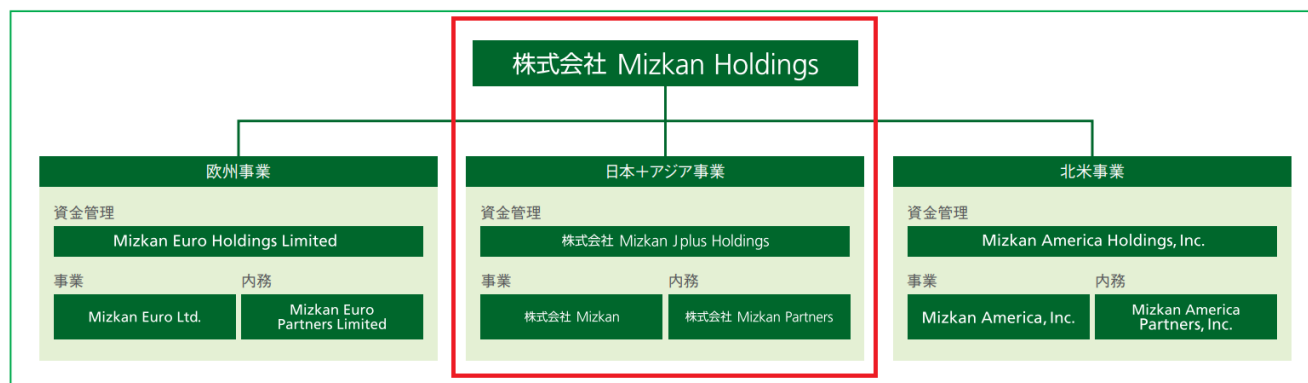 株式会社 Mizkan Holdings
欧州事業
資金管理
Mizkan Euro Holdings Limited
事業
内務
Mizkan Euro Ltd.
Mizkan Euro
Partners Limited
日本+アジア事業
資金管理
株式会社 Mizkan Jplus Holdings
事業
内務
株式会社 Mizkan
株式会社 Mizkan Partners
北米事業
資金管理
Mizkan America Holdings, Inc.
事業
内務
Mizkan America, Inc.
Mizkan America
Partners, Inc.